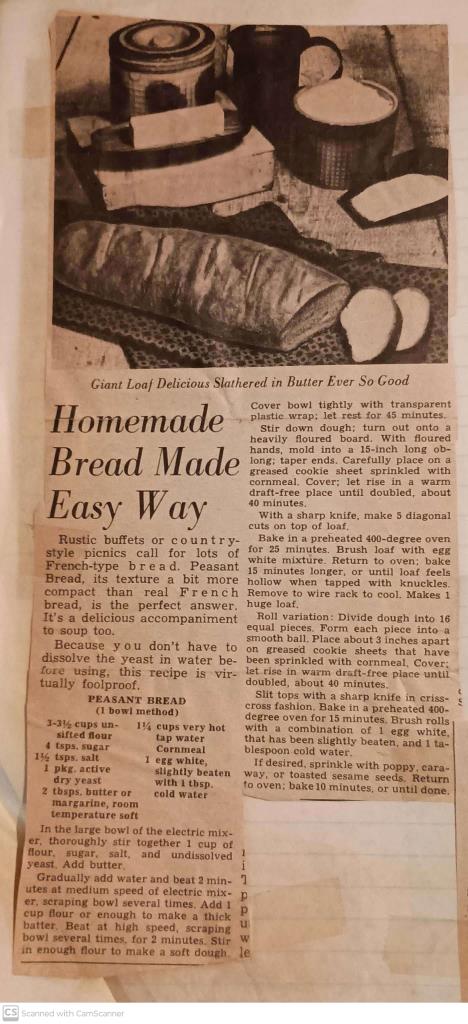 Giant Loaf Delicious Slathered in Butter Ever So Good
Homemade
Bread Made
Easy Way
Rustic buffets or country-
style picnics call for lots of
French-type bread. Peasant
Bread, its texture a bit more
compact than real French
bread, is the perfect answer.
It's a delicious accompaniment
to soup too.
Because you don't have to
dissolve the yeast in water be-
fore using, this recipe is vir-
tually foolproof.
PEASANT BREAD
(1 bowl method)
3-3½ cups un-
sifted flour
4 tsps. sugar
1½ tsps. salt
1 pkg. active
dry yeast
2 tbsps. butter or
margarine, room
temperature soft
1¼ cups very hot
tap water
Cornmeal
1 egg white,
slightly beaten
with 1 tbsp.
cold water
In the large bowl of the electric mix-
er, thoroughly stir together 1 cup of
flour, sugar, salt, and undissolved
yeast. Add butter.
Gradually add water and beat 2 min-
utes at medium speed of electric mix-
er, scraping bowl several times. Add 1
cup flour or enough to make a thick
batter. Beat at high speed, scraping
bowl several times, for 2 minutes. Stir
in enough flour to make a soft dough.
Cover bowl tightly with transparent
plastic wrap; let rest for 45 minutes.
Stir down dough; turn out onto a
heavily floured board. With floured
hands, mold into a 15-inch long ob-
long; taper ends. Carefully place on a
greased cookie sheet sprinkled with
cornmeal. Cover; let rise in a warm
draft-free place until doubled, about
40 minutes.
With a sharp knife, make 5 diagonal
cuts on top of loaf.
Bake in a preheated 400-degree oven
for 25 minutes. Brush loaf with egg
white mixture. Return to oven; bake
15 minutes longer, or until loaf feels
hollow when tapped with knuckles.
Remove to wire rack to cool. Makes 1
huge loaf.
Roll variation: Divide dough into 16
equal pieces. Form each piece into a
smooth ball. Place about 3 inches apart
on greased cookie sheets that have
been sprinkled with cornmeal. Cover;
let rise in warm draft-free place until
doubled, about 40 minutes.
Slit tops with a sharp knife in criss-
cross fashion. Bake in a preheated 400-
degree oven for 15 minutes. Brush rolls
with a combination of 1 egg white,
that has been slightly beaten, and 1 ta-
blespoon cold water.
If desired, sprinkle with poppy, cara-
way, or toasted sesame seeds. Return
to oven; bake 10 minutes, or until done.
CS Scanned with CamScanner